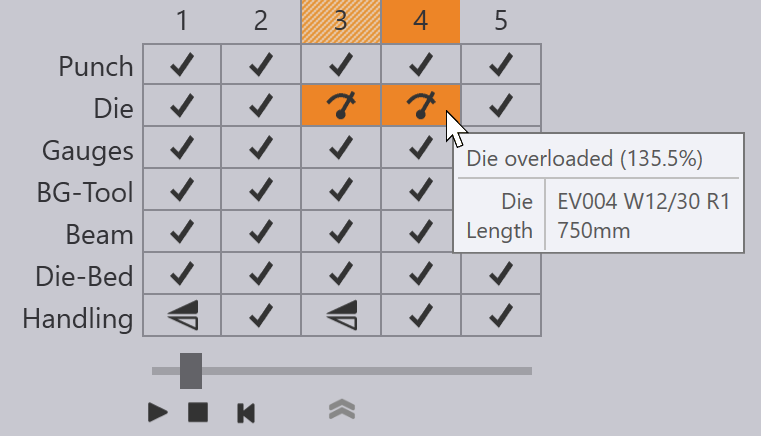 1 2 3 4 5
Punch
Die
Gauges
BG-Tool
Beam
Die-Bed
Handling
Die overloaded (135.5%)
Die EV004 W12/30 R1
Length 750mm